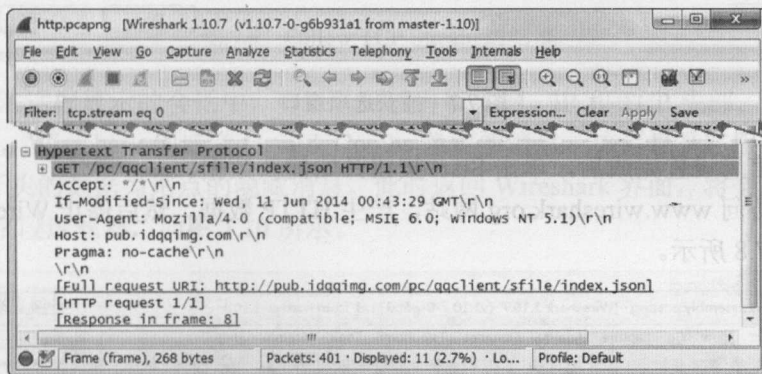 http.pcapng [Wireshark 1.10.7 (v1.10.7-0-g6b931a1 from master-1.10)]
File Edit View Go Capture Analyze Statistics Telephony Tools Internals Help
Filter: tcp.stream eq 0 Expression... Clear Apply Save
Hypertext Transfer Protocol
GET /pc/qqclient/sfile/index.json HTTP/1.1\r\n
Accept: */*\r\n
If-Modified-Since: Wed, 11 Jun 2014 00:43:29 GMT\r\n
User-Agent: Mozilla/4.0 (compatible; MSIE 6.0; Windows NT 5.1)\r\n
Host: pub.idqqimg.com\r\n
Pragma: no-cache\r\n
\r\n
[Full request URI: http://pub.idqqimg.com/pc/qqclient/sfile/index.json]
[HTTP request 1/1]
[Response in frame: 8]
Frame (frame), 268 bytes Packets: 401 · Displayed: 11 (2.7%) · Lo... Profile: Default